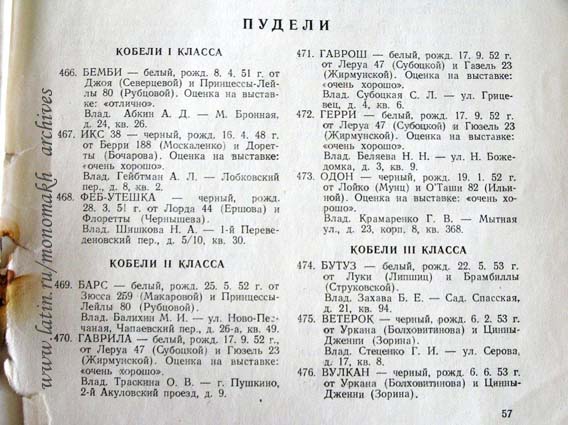 ПУДЕЛИ
КОБЕЛИ I КЛАССА
466. БЕМБИ — белый, рожд. 8. 4. 51 г. от
Джоя (Северцевой) и Принцессы-Лей-
лы 80 (Рубцовой). Оценка на выстав-
ке: «отлично».
Влад. Абкин А. Д. — М. Бронная,
д. 24, кв. 26.
467. ИКС 38 — черный, рожд. 16. 4. 48 г.
от Берри 188 (Москаленко) и Дорет-
ты (Бочарова). Оценка на выставке:
«очень хорошо».
Влад. Гейбтман А. Л. — Лобковский
пер., д. 8, кв. 2.
468. ФЕБ-УТЕШКА — черный, рожд.
28. 3. 51 г. от Лорда 44 (Ершова) и
Флоретты (Чернышева).
Влад. Шяшкова Н. А. — 1-й Переве-
деновский пер., д. 5/10, кв. 30.
КОБЕЛИ II КЛАССА
469. БАРС — белый, рожд. 25. 5. 52 г. от
Зюсса 259 (Макаровой) и Принцессы-
Лейлы 80 (Рубцовой).
Влад. Балихин М. И. — ул. Ново-Пес-
чаная, Чапаевский пер., д. 26-а, кв. 49.
470. ГАВРИЛА — белый, рожд. 17. 9. 52 г.,
от Леруа 47 (Субоцкой) и Гюзель 23
(Жирмунской). Оценка на выставке:
«очень хорошо».
Влад. Траскина О. В. — г. Пушкино,
2-й Акуловский проезд, д. 9.
471. ГАВРОШ — белый, рожд. 17. 9. 52 г.
от Леруа 47 (Субоцкой) и Газель 23
(Жирмунской). Оценка на выставке:
«очень хорошо».
Влад. Субоцкая С. Л. — ул. Грице-
вец, д. 4, кв. 6.
472. ГЕРРИ — белый, рожд. 17. 9. 52 г.
от Леруа 47 (Субоцкой) и Гюзель 23
(Жирмунской). Оценка на выставке:
«очень хорошо».
Влад. Беляева Н. Н. — ул. Н. Боже-
домка, д. 3, кв. 9.
473. ОДОН — черный, рожд. 19. 1. 52 г.
от Лойко (Мунц) и О'Таши 82 (Ильи-
ной). Оценка на выставке: «очень хо-
рошо».
Влад. Крамаренко Г. В. — Мытная
ул., д. 23, корп. 8, кв. 368.
КОБЕЛИ III КЛАССА
474. БУТУЗ — белый, рожд. 22. 5. 53 г.
от Луки (Липшиц) и Брамбиллы
(Струковской).
Влад. Захава Б. Е. — Сад. Спасская,
д. 21, кв. 94.
475. ВЕТЕРОК — черный, рожд. 6. 2. 53 г.
от Уркана (Болховитинова) и Цинны-
Дженни (Зорина).
Влад. Стеценко Г. И. — ул. Серова,
д. 17, кв. 8.
476. ВУЛКАН — черный, рожд. 6. 6. 53 г.
от Уркана (Болховитинова) и Цинны-
Дженни (Зорина).
57
www.latin.ru/monomakh archives